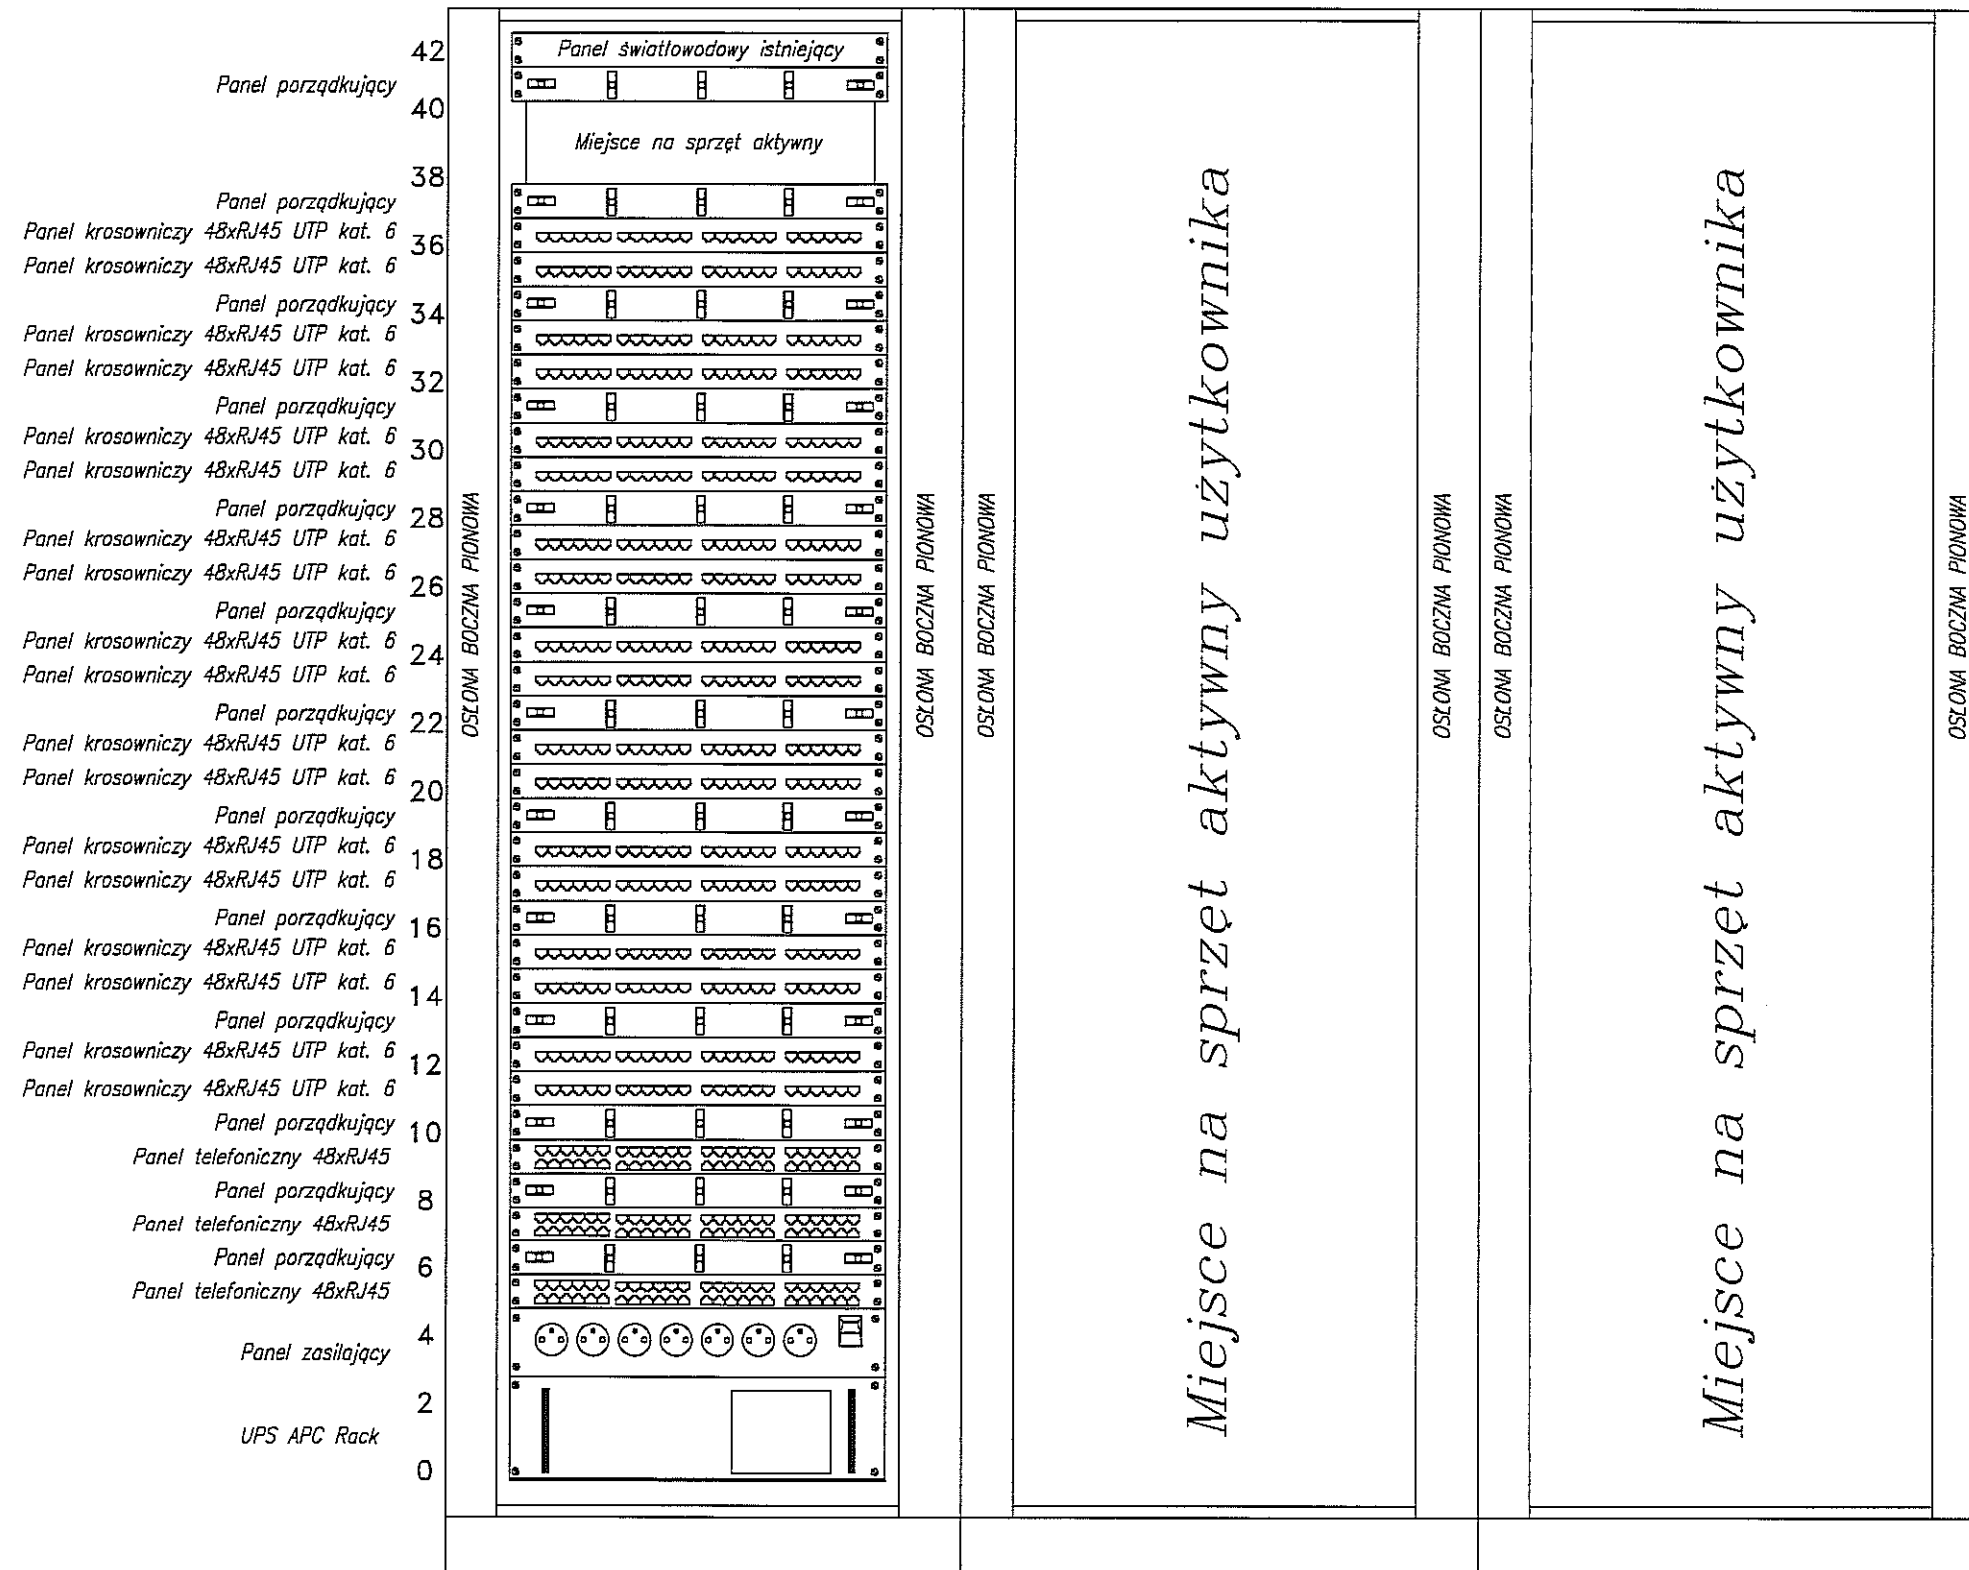 42
Panel światłowodowy istniejący
Panel porządkujący
40
Miejsce na sprzęt aktywny
38
Panel porządkujący
Panel krosowniczy 48xRJ45 UTP kat. 6
36
Panel krosowniczy 48xRJ45 UTP kat. 6
Panel porządkujący
34
Panel krosowniczy 48xRJ45 UTP kat. 6
Panel krosowniczy 48xRJ45 UTP kat. 6
32
Panel porządkujący
Panel krosowniczy 48xRJ45 UTP kat. 6
30
Panel krosowniczy 48xRJ45 UTP kat. 6
Panel porządkujący
28
Panel krosowniczy 48xRJ45 UTP kat. 6
Panel krosowniczy 48xRJ45 UTP kat. 6
26
Panel porządkujący
Panel krosowniczy 48xRJ45 UTP kat. 6
24
Panel krosowniczy 48xRJ45 UTP kat. 6
Panel porządkujący
22
Panel krosowniczy 48xRJ45 UTP kat. 6
Panel krosowniczy 48xRJ45 UTP kat. 6
20
Panel porządkujący
Panel krosowniczy 48xRJ45 UTP kat. 6
18
Panel krosowniczy 48xRJ45 UTP kat. 6
Panel porządkujący
16
Panel krosowniczy 48xRJ45 UTP kat. 6
Panel krosowniczy 48xRJ45 UTP kat. 6
14
Panel porządkujący
Panel krosowniczy 48xRJ45 UTP kat. 6
12
Panel krosowniczy 48xRJ45 UTP kat. 6
Panel porządkujący
10
Panel telefoniczny 48xRJ45
Panel porządkujący
8
Panel telefoniczny 48xRJ45
Panel porządkujący
6
Panel telefoniczny 48xRJ45
4
Panel zasilający
2
UPS APC Rack
0
OSŁONA BOCZNA PIONOWA
OSŁONA BOCZNA PIONOWA
OSŁONA BOCZNA PIONOWA
Miejsce na sprzęt aktywny użytkownika
OSŁONA BOCZNA PIONOWA
OSŁONA BOCZNA PIONOWA
Miejsce na sprzęt aktywny użytkownika
OSŁONA BOCZNA PIONOWA